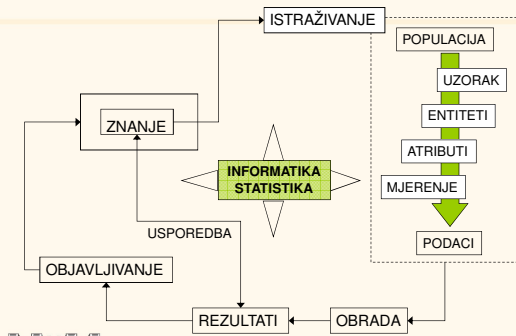 ISTRAŽIVANJE
POPULACIJA
UZORAK
ENTITETI
ATRIBUTI
MJERENJE
PODACI
ZNANJE
INFORMATIKA
STATISTIKA
USPOREDBA
OBJAVLJIVANJE
REZULTATI
OBRADA